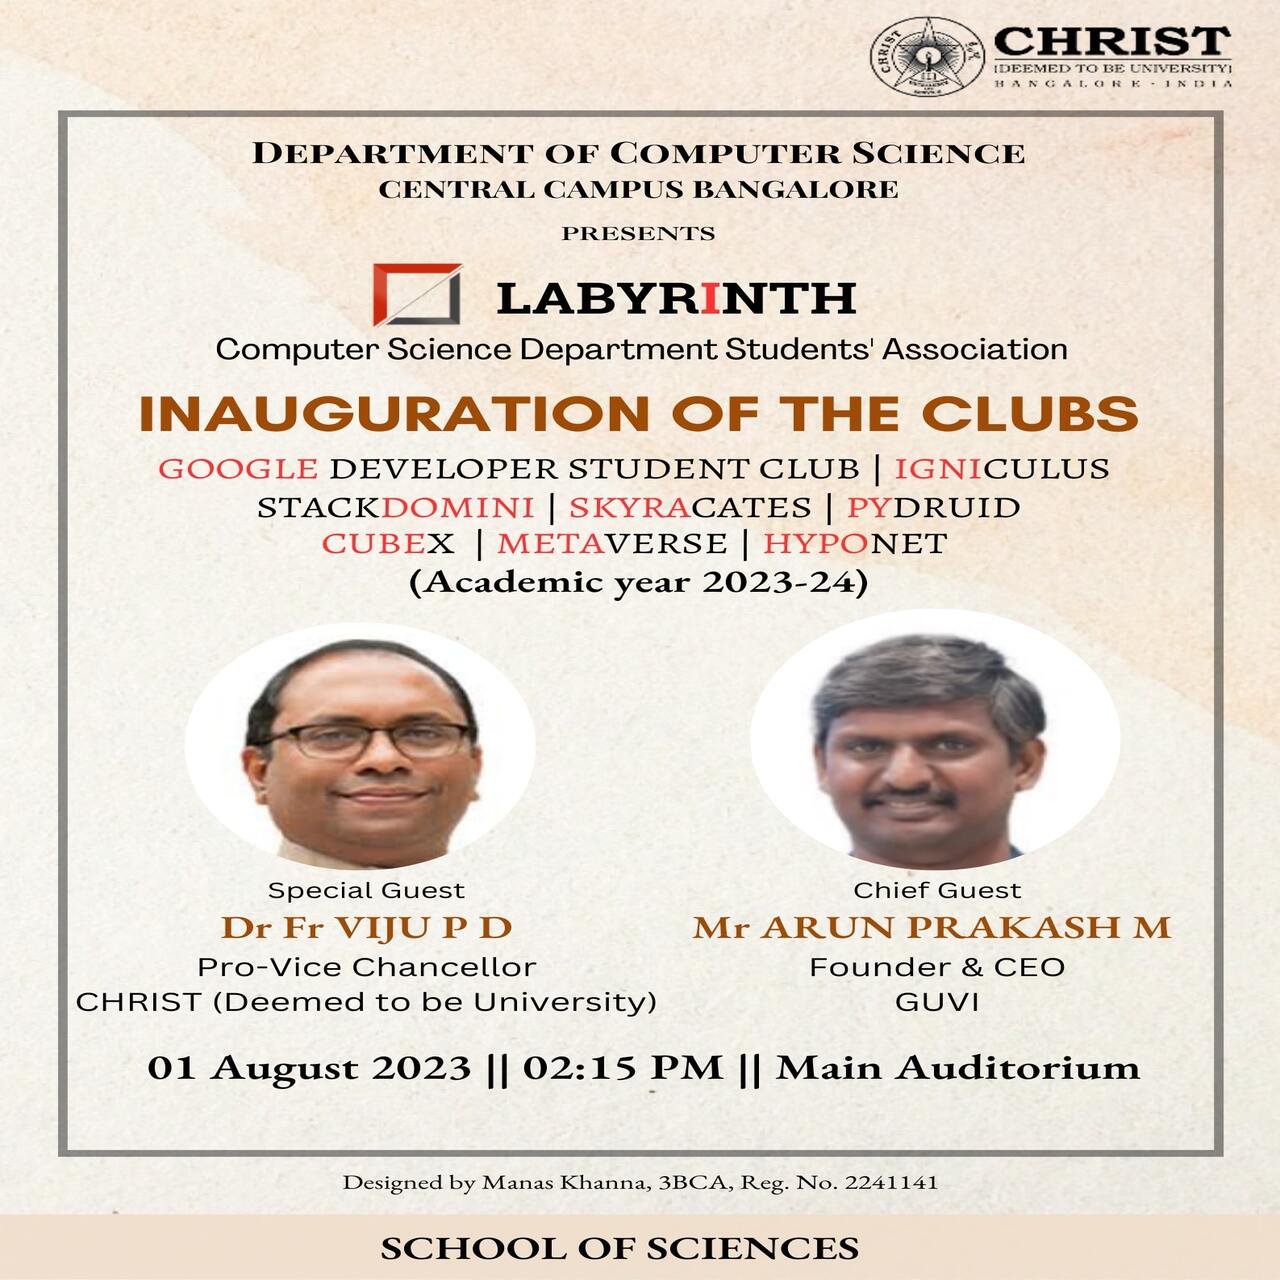 CHRIST
(DEEMED TO BE UNIVERSITY)
BANGALORE · INDIA
DEPARTMENT OF COMPUTER SCIENCE
CENTRAL CAMPUS BANGALORE
PRESENTS
LABYRINTH
Computer Science Department Students' Association
INAUGURATION OF THE CLUBS
GOOGLE DEVELOPER STUDENT CLUB | IGNICULUS
STACKDOMINI | SKYRACATES | PYDRUID
CUBEX | METAVERSE | HYPONET
(Academic year 2023-24)
Special Guest
Dr Fr VIJU P D
Pro-Vice Chancellor
CHRIST (Deemed to be University)
Chief Guest
Mr ARUN PRAKASH M
Founder & CEO
GUVI
01 August 2023 || 02:15 PM || Main Auditorium
Designed by Manas Khanna, 3BCA, Reg. No. 2241141
SCHOOL OF SCIENCES